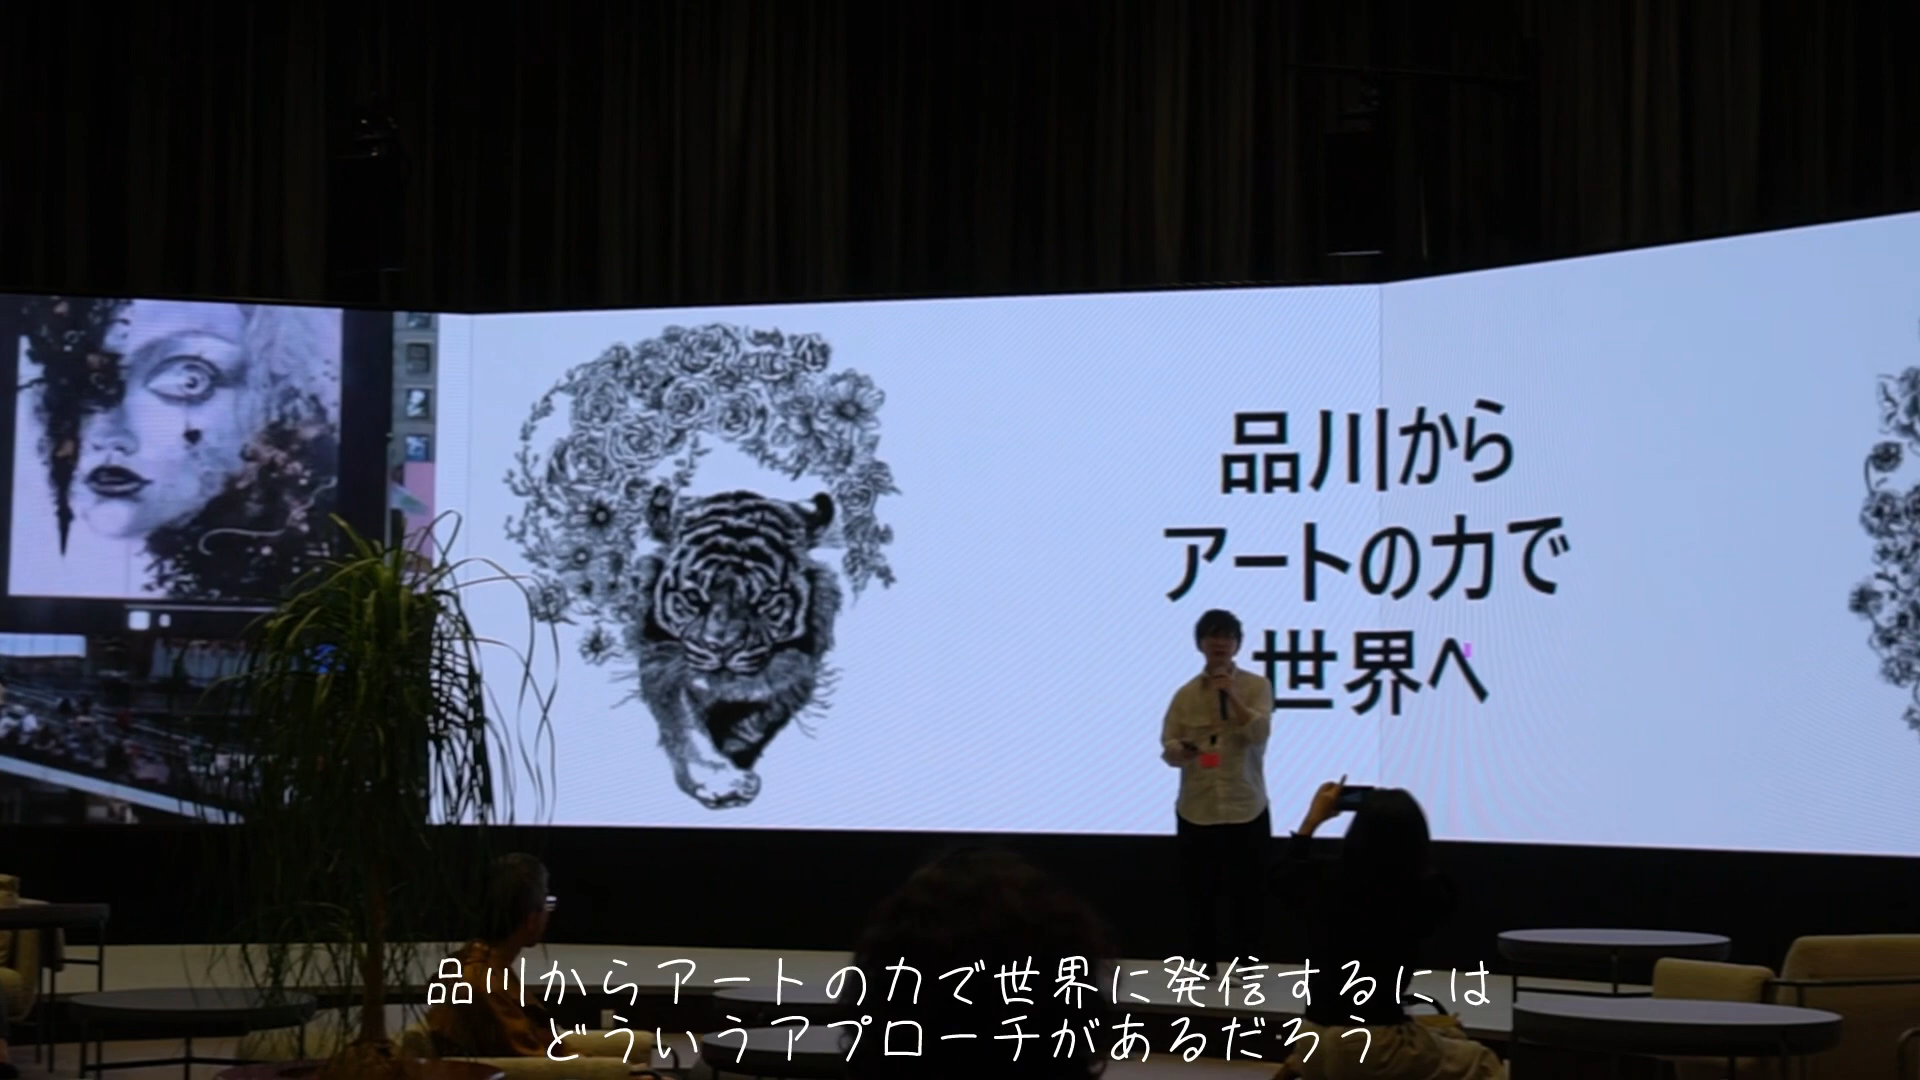 品川から
アートの力で
世界へ
品川からアートの力で世界に発信するには
どういうアプローチがあるだろう